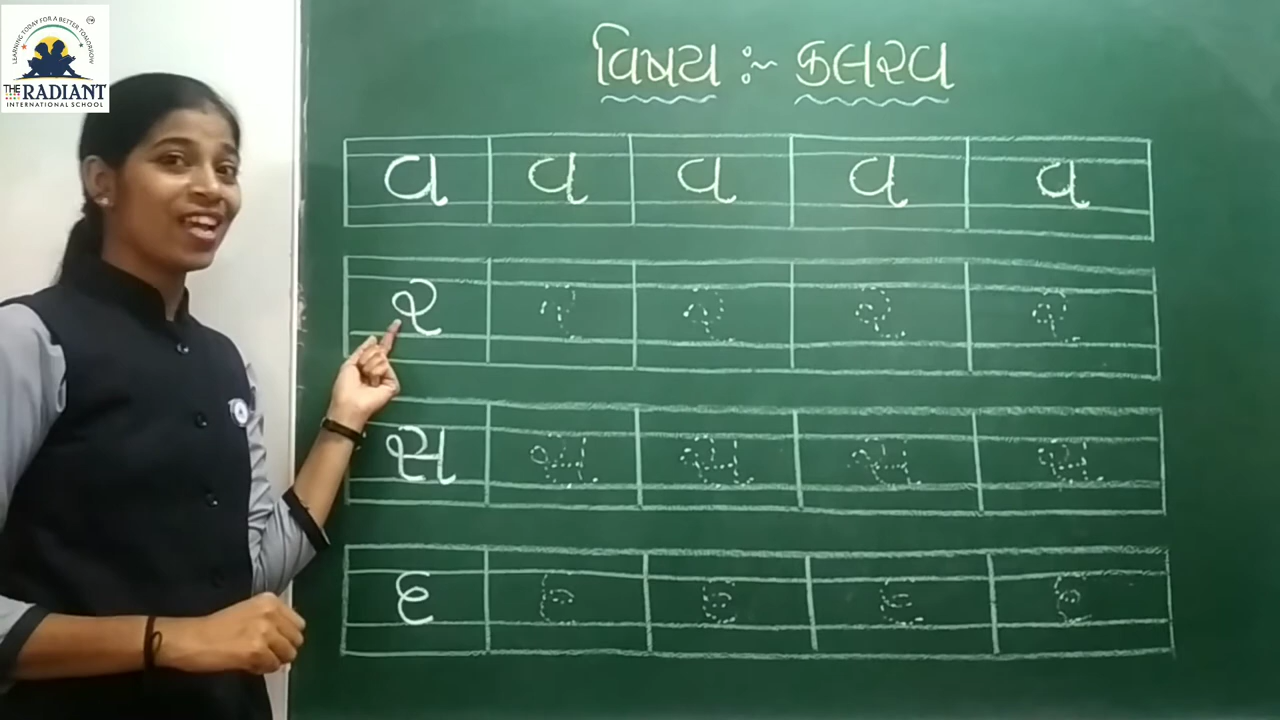 LEARNING TODAY FOR A BETTER TOMORROW
THE RADIANT
INTERNATIONAL SCHOOL
વિષય :~ કલરવ
વ વ વ વ વ
ર ર ર ર ર
સ સ સ સ સ
દ દ દ દ દ